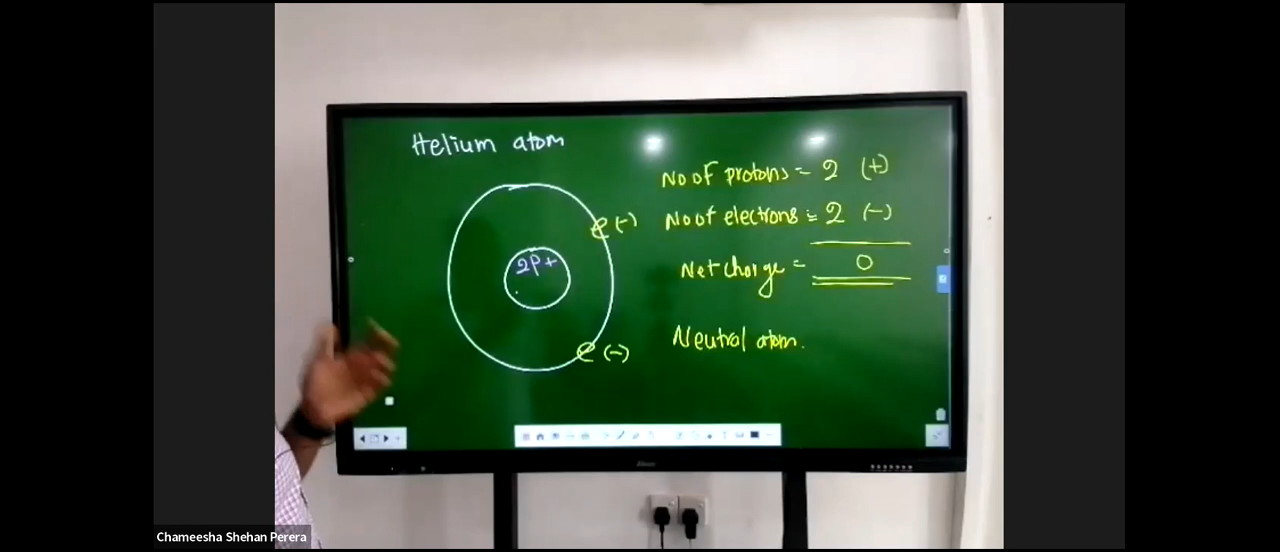 Helium atom
No of protons = 2 (+)
e (-)
No of electrons = 2 (-)
2P+
Net charge = 0
e (-)
Neutral atom.
Chameesha Shehan Perera